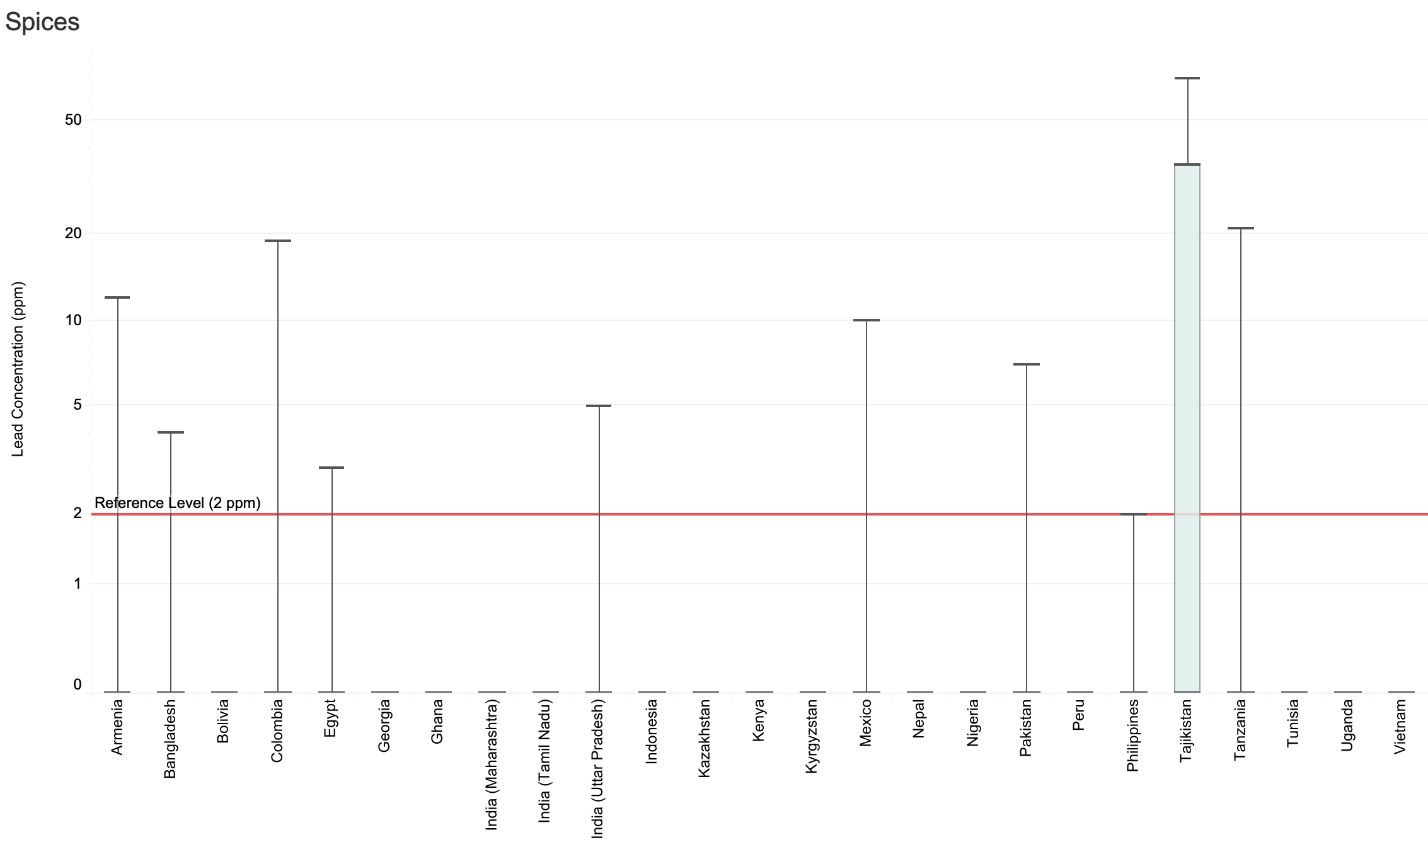 Spices
Lead Concentration (ppm)
50
20
10
5
2
1
0
Reference Level (2 ppm)
Armenia
Bangladesh
Bolivia
Colombia
Egypt
Georgia
Ghana
India (Maharashtra)
India (Tamil Nadu)
India (Uttar Pradesh)
Indonesia
Kazakhstan
Kenya
Kyrgyzstan
Mexico
Nepal
Nigeria
Pakistan
Peru
Philippines
Tajikistan
Tanzania
Tunisia
Uganda
Vietnam